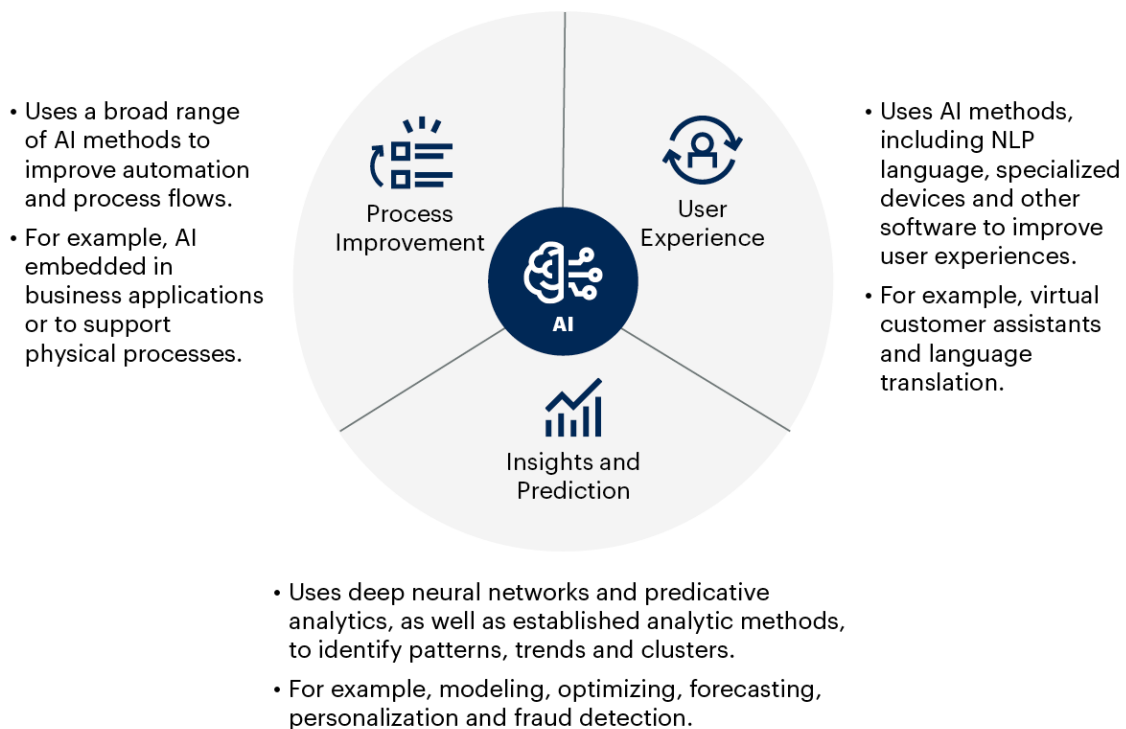 • Uses a broad range
of AI methods to
improve automation
and process flows.
• For example, AI
embedded in
business applications
or to support
physical processes.
Process
Improvement
User
Experience
AI
Insights and
Prediction
• Uses AI methods,
including NLP
language, specialized
devices and other
software to improve
user experiences.
• For example, virtual
customer assistants
and language
translation.
• Uses deep neural networks and predicative
analytics, as well as established analytic methods,
to identify patterns, trends and clusters.
• For example, modeling, optimizing, forecasting,
personalization and fraud detection.